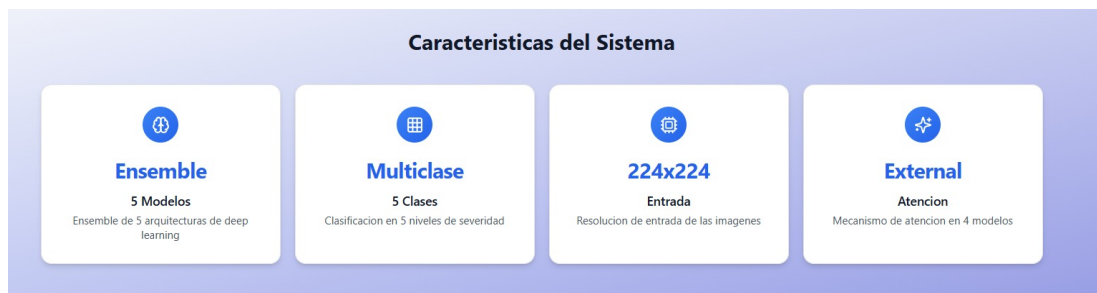 Caracteristicas del Sistema
Ensemble
5 Modelos
Ensemble de 5 arquitecturas de deep
learning
Multiclase
5 Clases
Clasificacion en 5 niveles de severidad
224x224
Entrada
Resolucion de entrada de las imagenes
External
Atencion
Mecanismo de atencion en 4 modelos